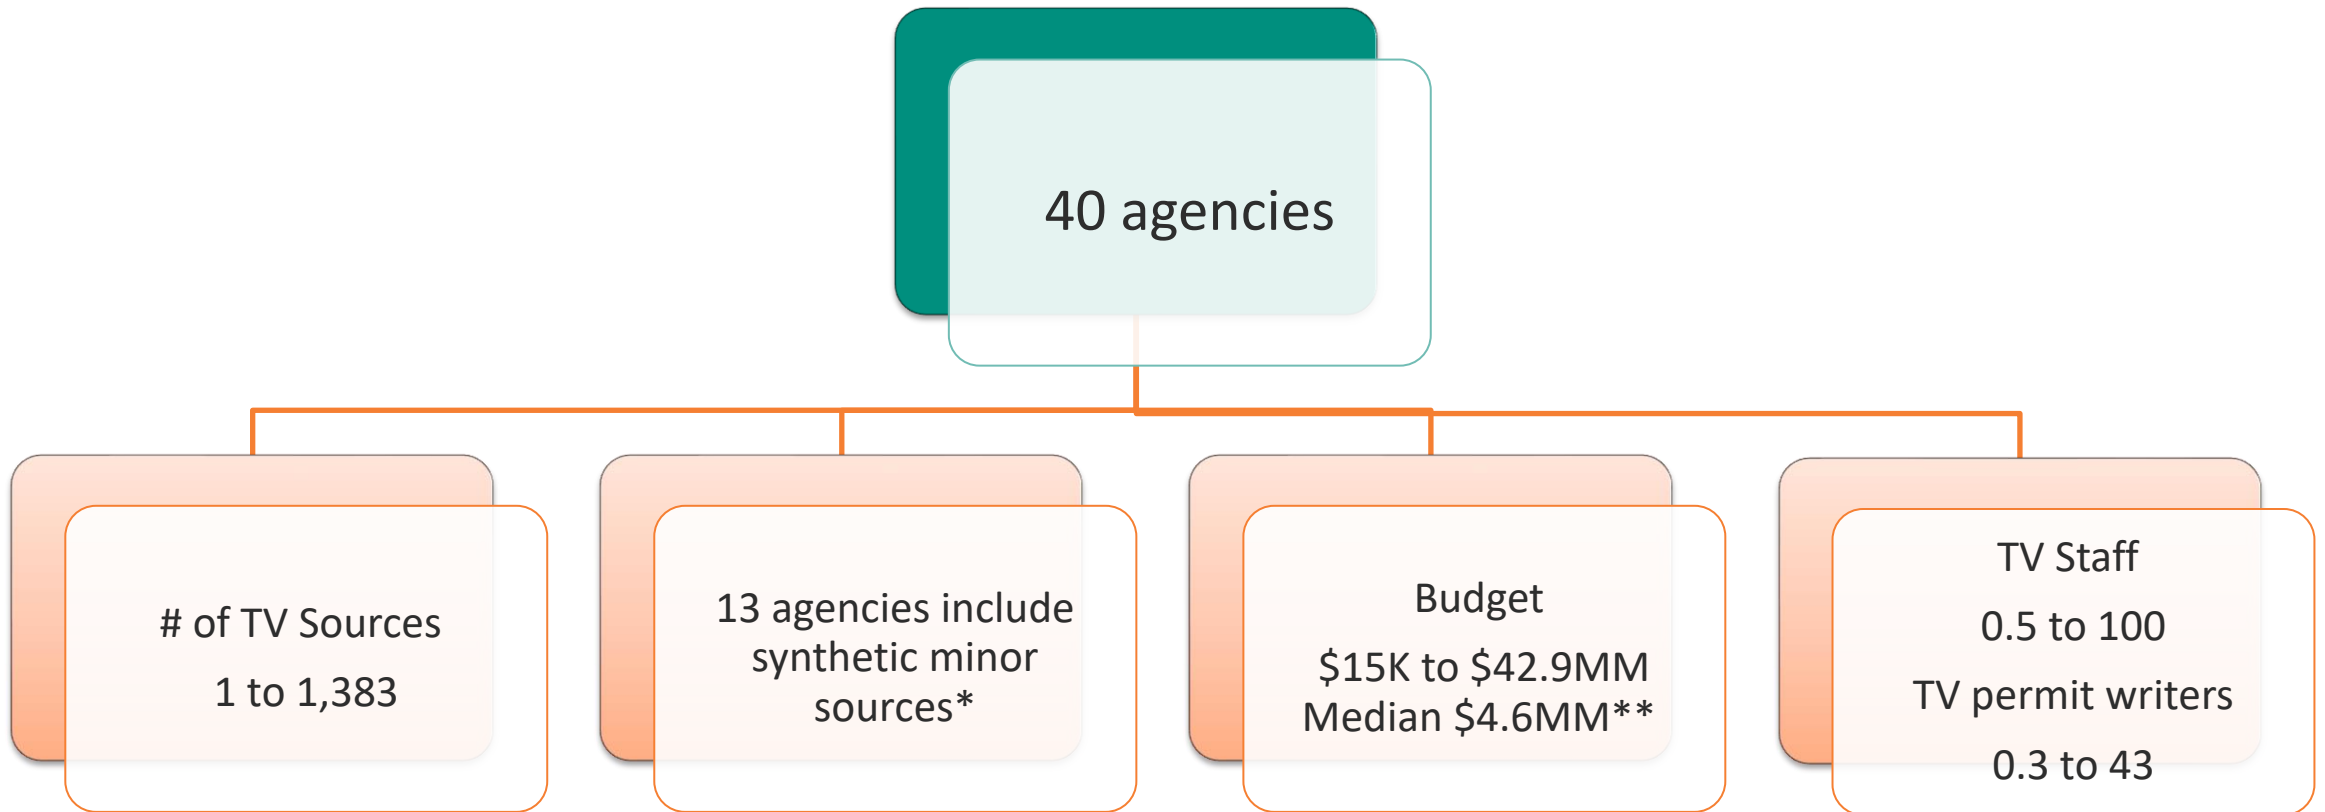 40 agencies
# of TV Sources
1 to 1,383
13 agencies include
synthetic minor
sources*
Budget
$15K to $42.9MM
Median $4.6MM**
TV Staff
0.5 to 100
TV permit writers
0.3 to 43